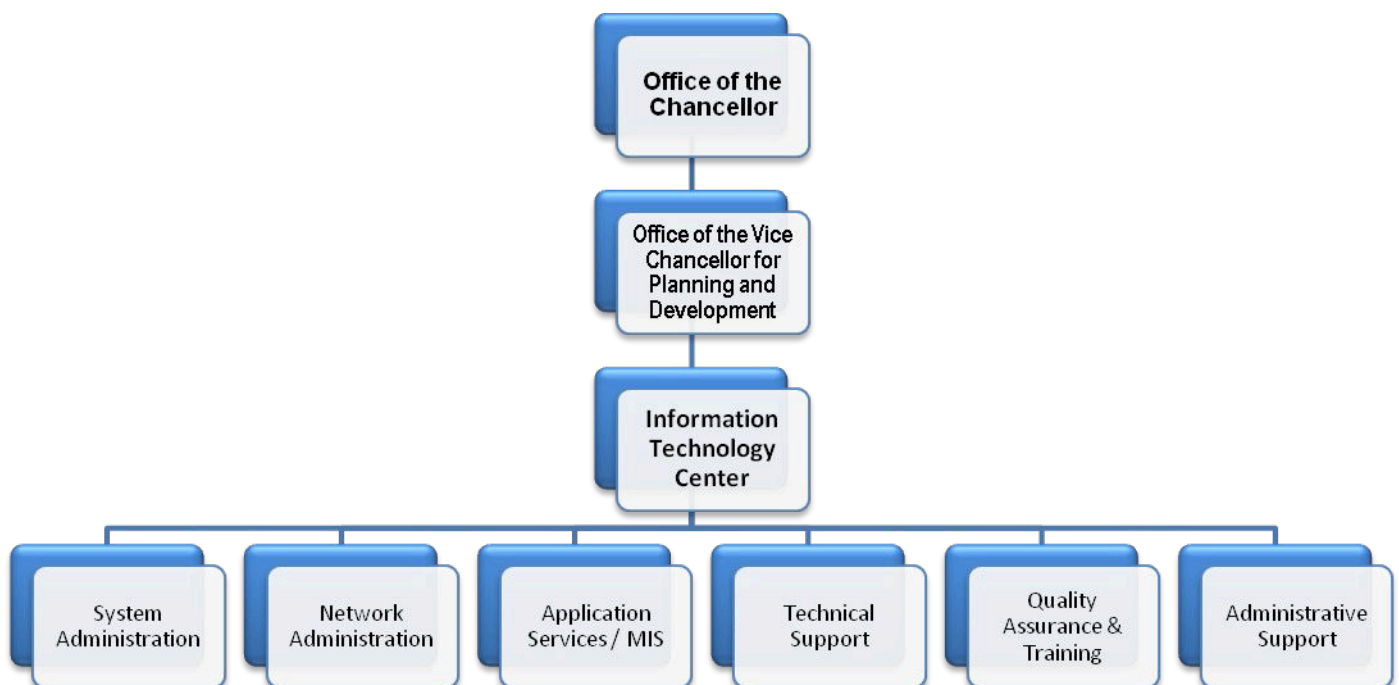 Office of the
Chancellor
Office of the Vice
Chancellor for
Planning and
Development
Information
Technology
Center
System
Administration
Network
Administration
Application
Services / MIS
Technical
Support
Quality
Assurance &
Training
Administrative
Support